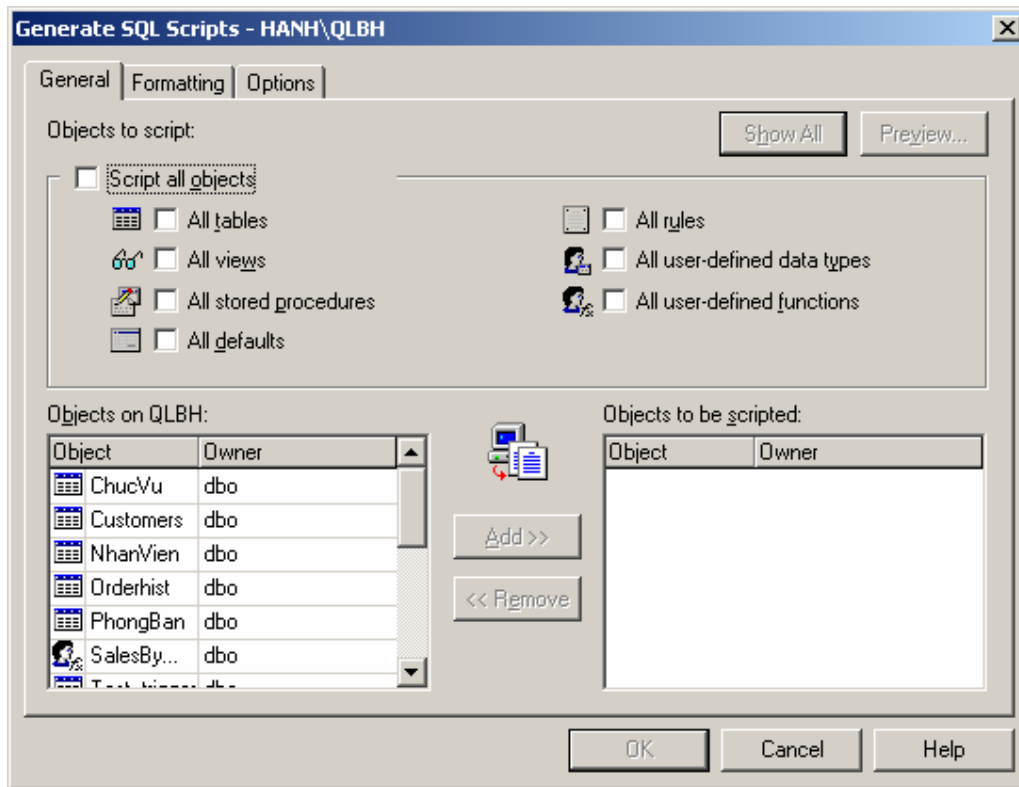 Generate SQL Scripts - HANH\QLBH
General Formatting Options
Objects to script:
Show All Preview...
Script all objects
All tables All rules
All views All user-defined data types
All stored procedures All user-defined functions
All defaults
Objects on QLBH: Objects to be scripted:
Object Owner Object Owner
ChucVu dbo
Customers dbo
NhanVien dbo
Add >>
Orderhist dbo
<< Remove
PhongBan dbo
SalesBy... dbo
OK Cancel Help